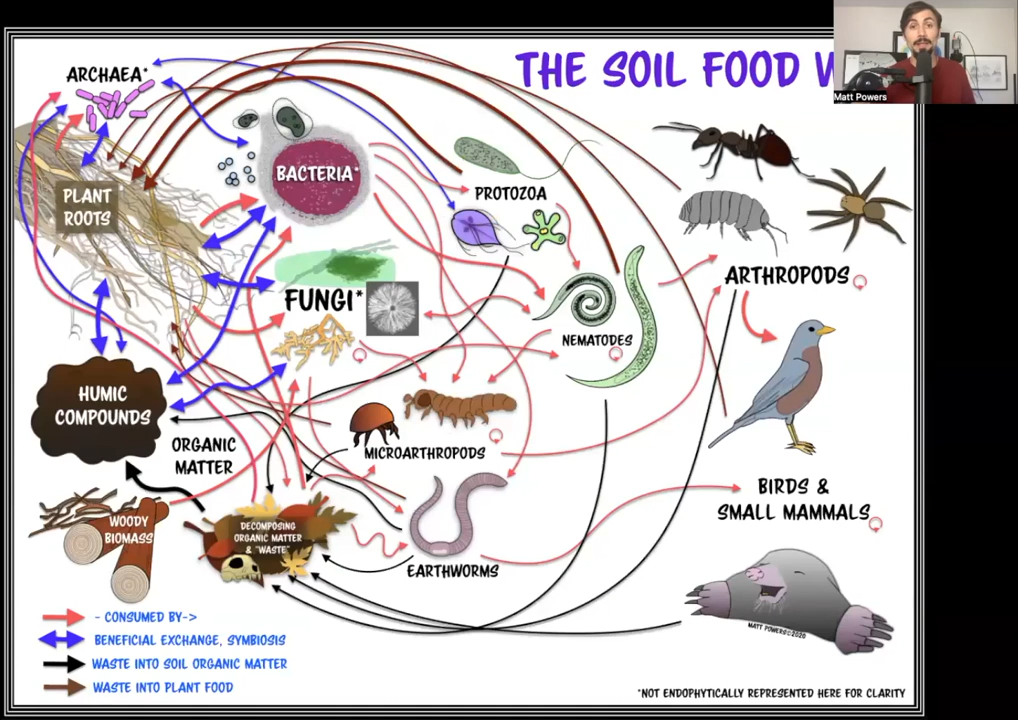 THE SOIL FOOD
Matt Powers
ARCHAEA*
BACTERIA*
PLANT
ROOTS
PROTOZOA
FUNGI*
NEMATODES
ARTHROPODS
HUMIC
COMPOUNDS
ORGANIC
MATTER
MICROARTHROPODS
WOODY
BIOMASS
DECOMPOSING
ORGANIC MATTER
& "WASTE"
EARTHWORMS
BIRDS &
SMALL MAMMALS
- CONSUMED BY->
BENEFICIAL EXCHANGE, SYMBIOSIS
WASTE INTO SOIL ORGANIC MATTER
WASTE INTO PLANT FOOD
MATT POWERS©2020
*NOT ENDOPHYTICALLY REPRESENTED HERE FOR CLARITY